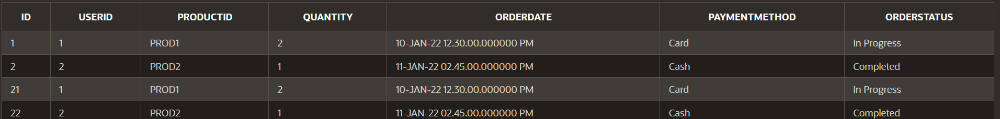 ID USERID PRODUCTID QUANTITY ORDERDATE PAYMENTMETHOD ORDERSTATUS
1 1 PROD1 2 10-JAN-22 12.30.00.000000 PM Card In Progress
2 2 PROD2 1 11-JAN-22 02.45.00.000000 PM Cash Completed
21 1 PROD1 2 10-JAN-22 12.30.00.000000 PM Card In Progress
22 2 PROD2 1 11-JAN-22 02.45.00.000000 PM Cash Completed